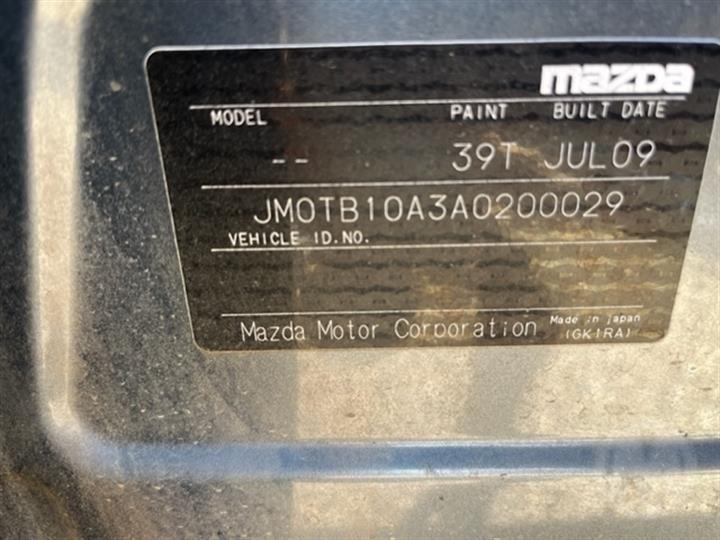 mazda
MODEL PAINT BUILT DATE
-- 39T JUL09
JM0TB10A3A0200029
VEHICLE ID.NO.
Mazda Motor Corporation Made in japan
(GK1RA)